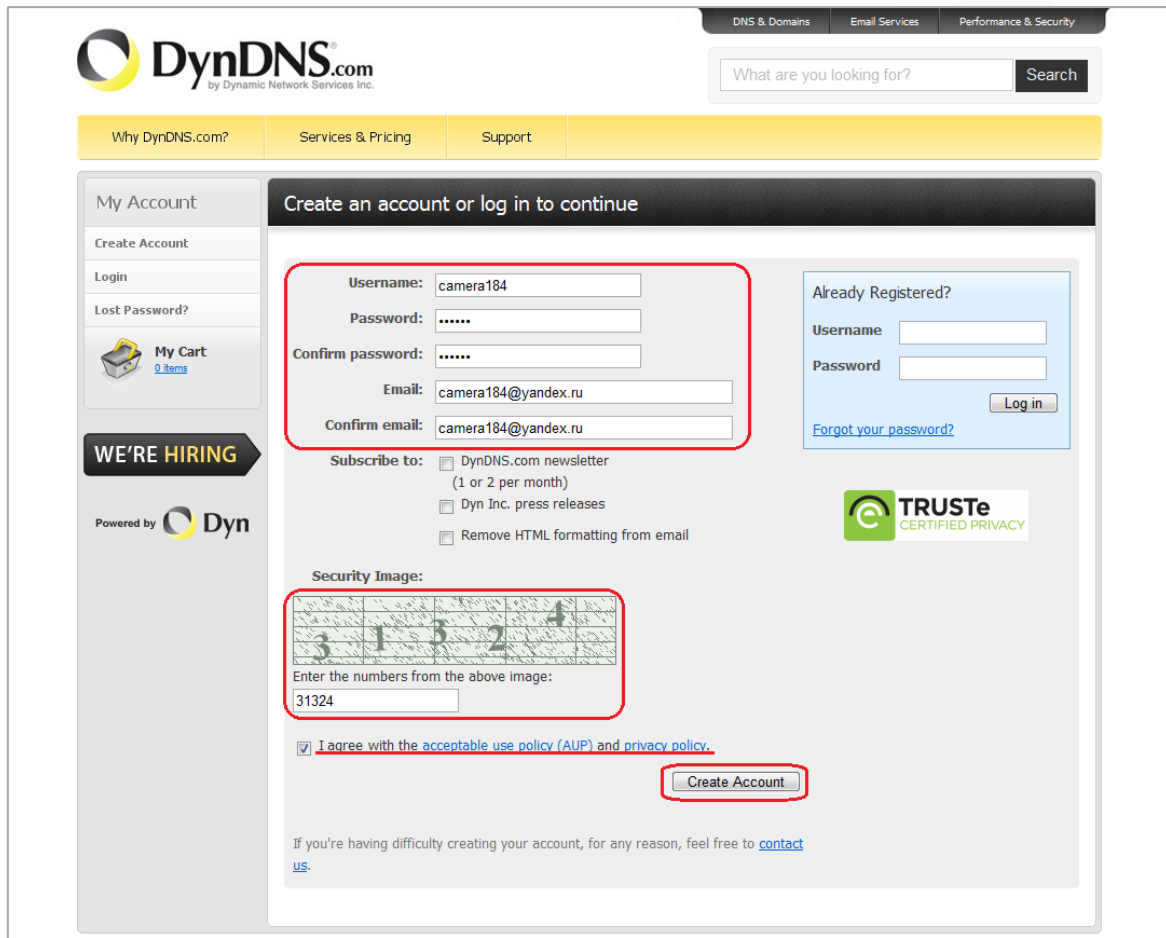 DNS & Domains Email Services Performance & Security
DynDNS.com
by Dynamic Network Services Inc.
What are you looking for? Search
Why DynDNS.com? Services & Pricing Support
My Account
Create Account
Login
Lost Password?
My Cart
0 items
WE'RE HIRING
Powered by Dyn
Create an account or log in to continue
Username: camera184
Password: ••••••
Confirm password: ••••••
Email: camera184@yandex.ru
Confirm email: camera184@yandex.ru
Subscribe to: DynDNS.com newsletter
(1 or 2 per month)
Dyn Inc. press releases
Remove HTML formatting from email
Security Image:
3 1 3 2 4
Enter the numbers from the above image:
31324
I agree with the acceptable use policy (AUP) and privacy policy.
Create Account
If you're having difficulty creating your account, for any reason, feel free to contact
us.
Already Registered?
Username
Password
Log in
Forgot your password?
TRUSTe
CERTIFIED PRIVACY